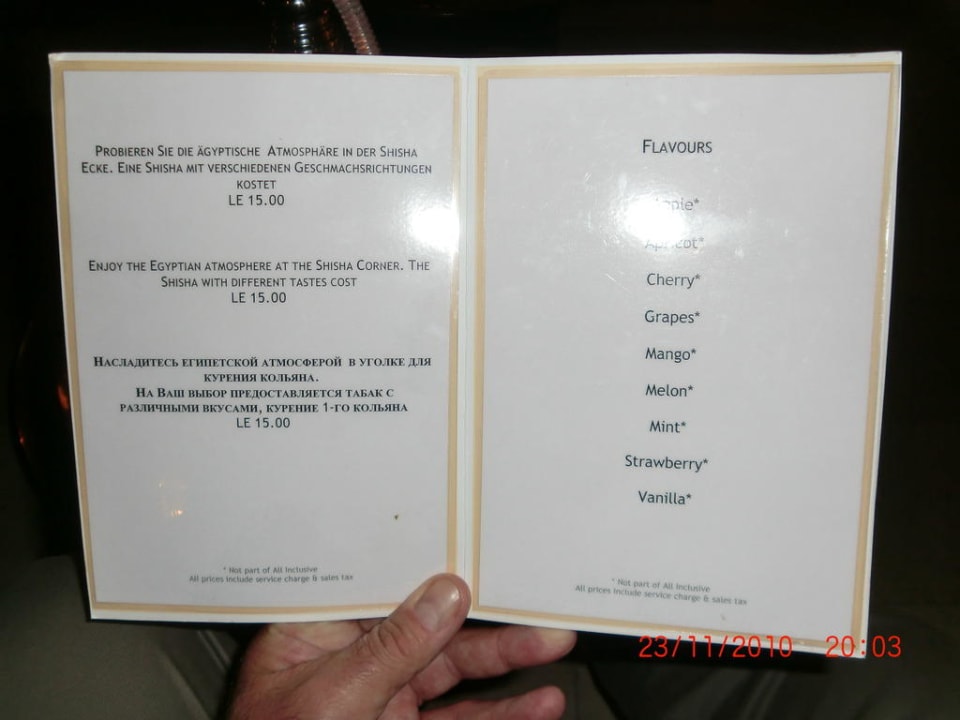 PROBIEREN SIE DIE ÄGYPTISCHE ATMOSPHÄRE IN DER SHISHA
ECKE. EINE SHISHA MIT VERSCHIEDENEN GESCHMACHSRICHTUNGEN
KOSTET
LE 15.00
ENJOY THE EGYPTIAN ATMOSPHERE AT THE SHISHA CORNER. THE
SHISHA WITH DIFFERENT TASTES COST
LE 15.00
НАСЛАДИТЕСЬ ЕГИПЕТСКОЙ АТМОСФЕРОЙ В УГОЛКЕ ДЛЯ
КУРЕНИЯ КОЛЬЯНА.
НА ВАШ ВЫБОР ПРЕДОСТАВЛЯЕТСЯ ТАБАК С
РАЗЛИЧНЫМИ ВКУСАМИ, КУРЕНИЕ 1-ГО КОЛЬЯНА
LE 15.00
* Not part of All Inclusive
All prices include service charge & sales tax
FLAVOURS
Apricot*
Cherry*
Grapes*
Mango*
Melon*
Mint*
Strawberry*
Vanilla*
* Not part of All Inclusive
All prices include service charge & sales tax
23/11/2010 20:03